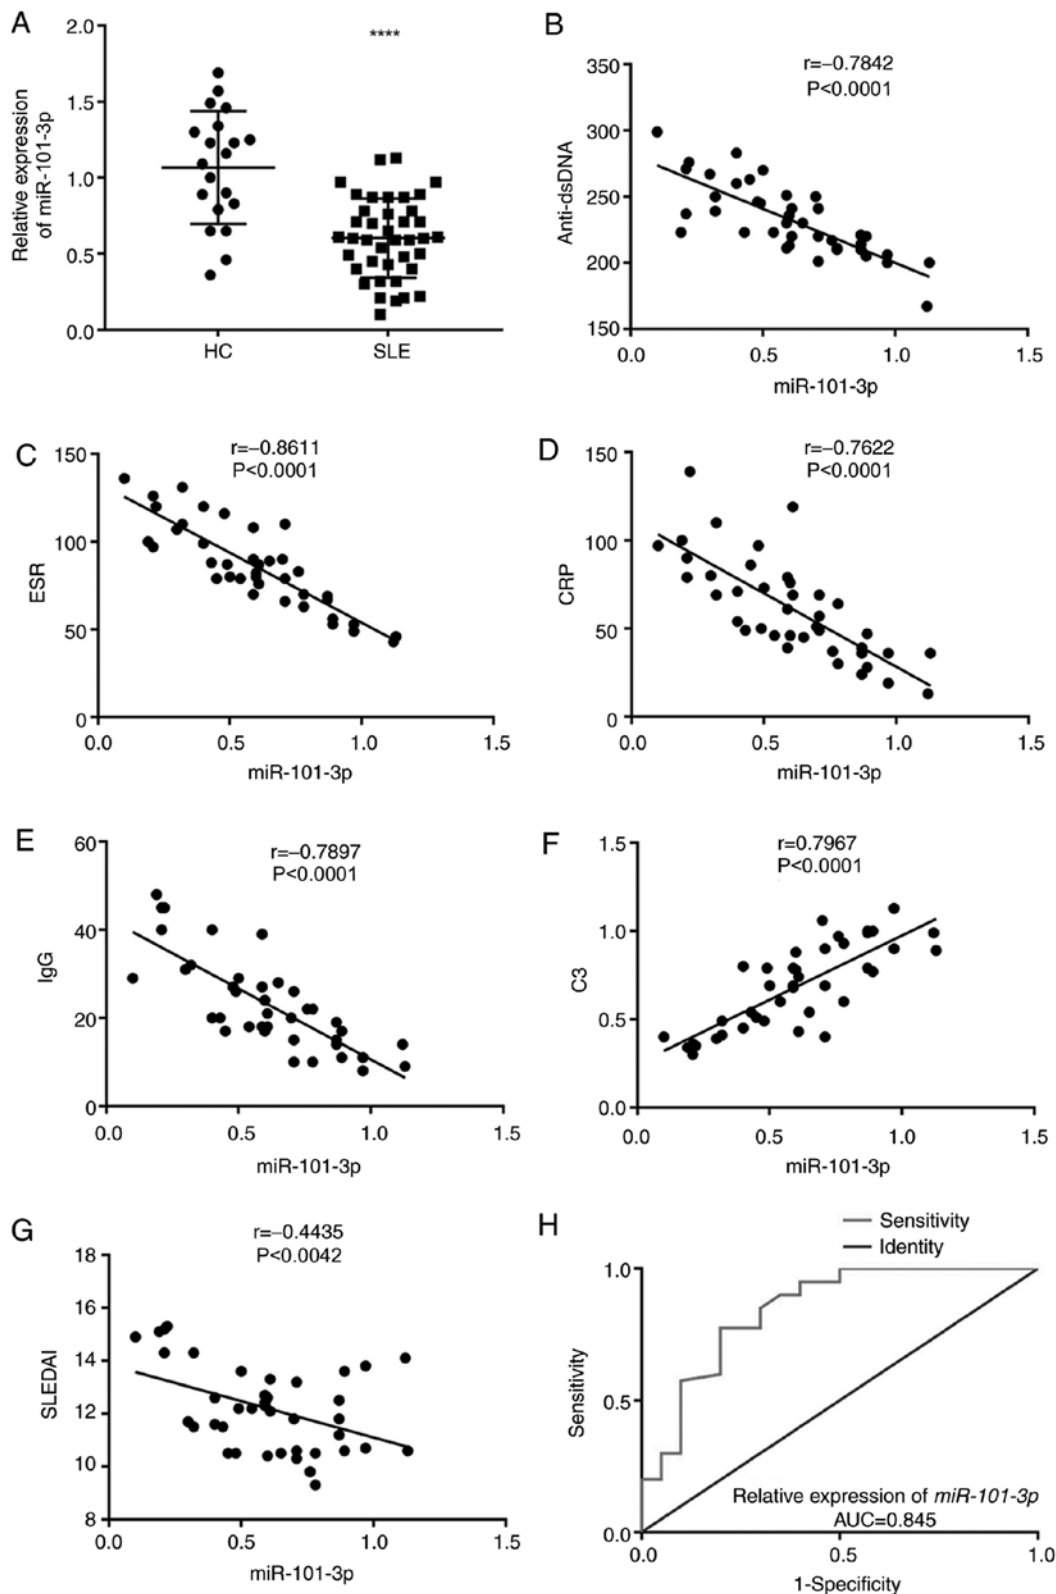 A
2.0
1.5
1.0
0.5
0.0
Relative expression
of miR-101-3p
****
HC
SLE
B
r=−0.7842
P<0.0001
350
300
250
200
150
Anti-dsDNA
0.0
0.5
1.0
1.5
miR-101-3p
C
r=−0.8611
P<0.0001
150
100
50
0
ESR
0.0
0.5
1.0
1.5
miR-101-3p
D
r=−0.7622
P<0.0001
150
100
50
0
CRP
0.0
0.5
1.0
1.5
miR-101-3p
E
r=−0.7897
P<0.0001
60
40
20
0
IgG
0.0
0.5
1.0
1.5
miR-101-3p
F
r=0.7967
P<0.0001
1.5
1.0
0.5
0.0
C3
0.0
0.5
1.0
1.5
miR-101-3p
G
r=−0.4435
P<0.0042
18
16
14
12
10
8
SLEDAI
0.0
0.5
1.0
1.5
miR-101-3p
H
Sensitivity
Identity
1.0
0.5
0.0
Sensitivity
Relative expression of miR-101-3p
AUC=0.845
0.0
0.5
1.0
1-Specificity